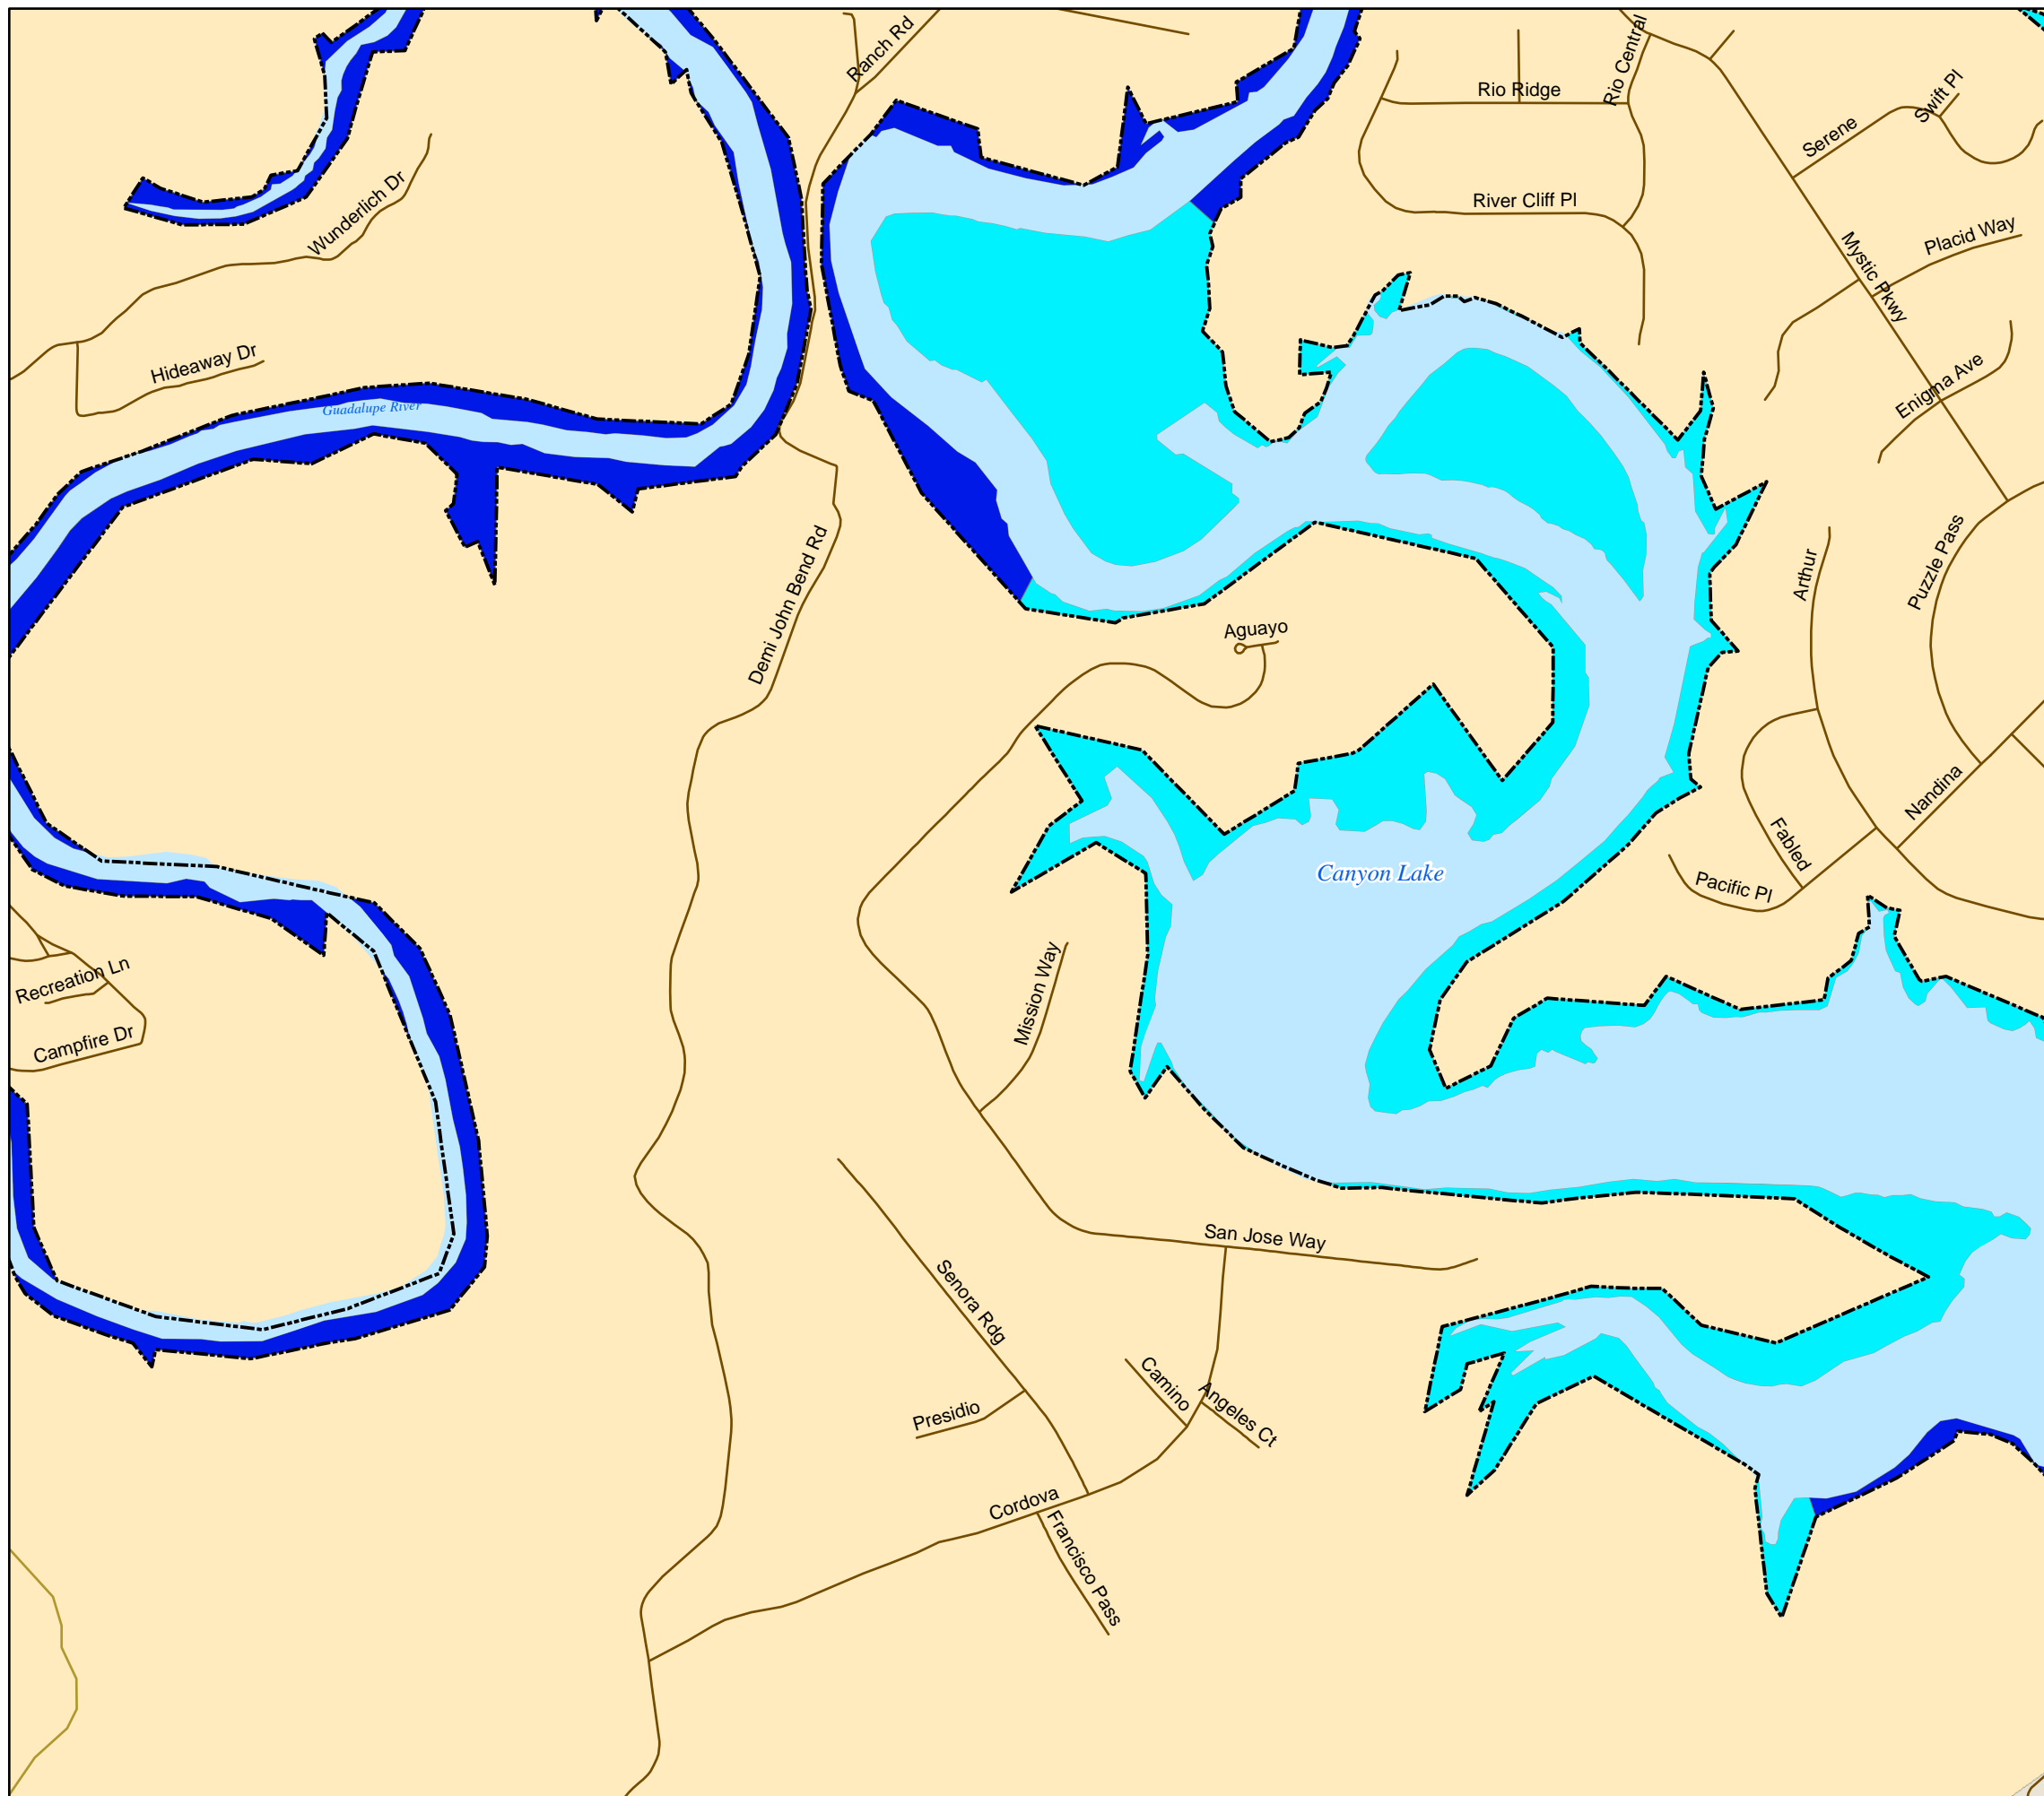 Ranch Rd
Rio Central
Rio Ridge
Swift Pl
Serene
Wunderlich Dr
River Cliff Pl
Placid Way
Mystic Pkwy
Hideaway Dr
Enigma Ave
Guadalupe River
Demi John Bend Rd
Arthur
Puzzle Pass
Aguayo
Nandina
Fabled
Canyon Lake
Pacific Pl
Recreation Ln
Mission Way
Campfire Dr
San Jose Way
Senora Rdg
Camino
Angeles Ct
Presidio
Cordova
Francisco Pass